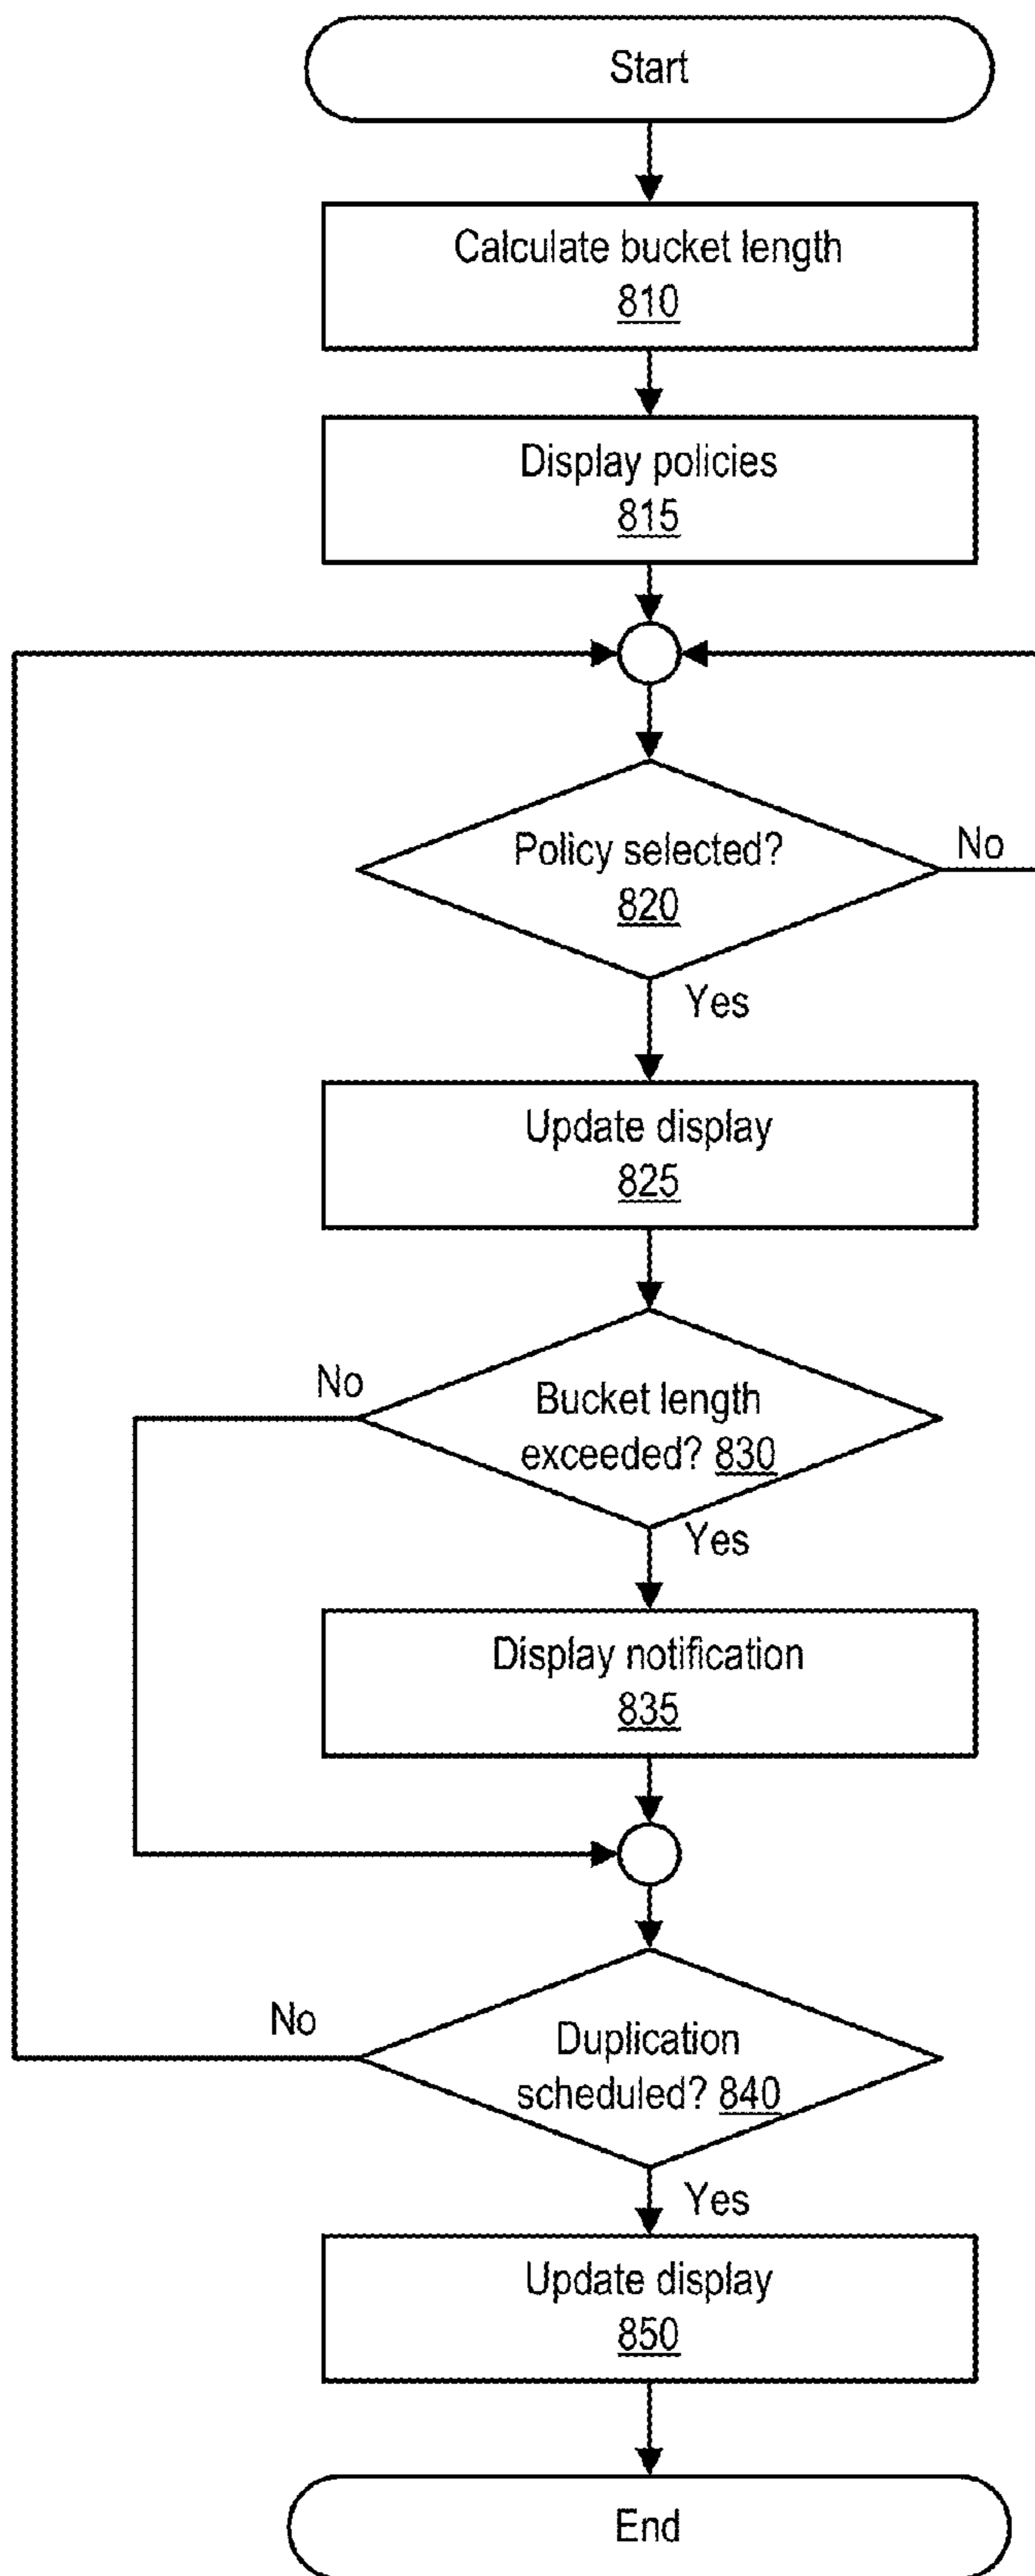 Start
Calculate bucket length
810
Display policies
815
Policy selected?
820
No
Yes
Update display
825
No
Bucket length
exceeded? 830
Yes
Display notification
835
No
Duplication
scheduled? 840
Yes
Update display
850
End